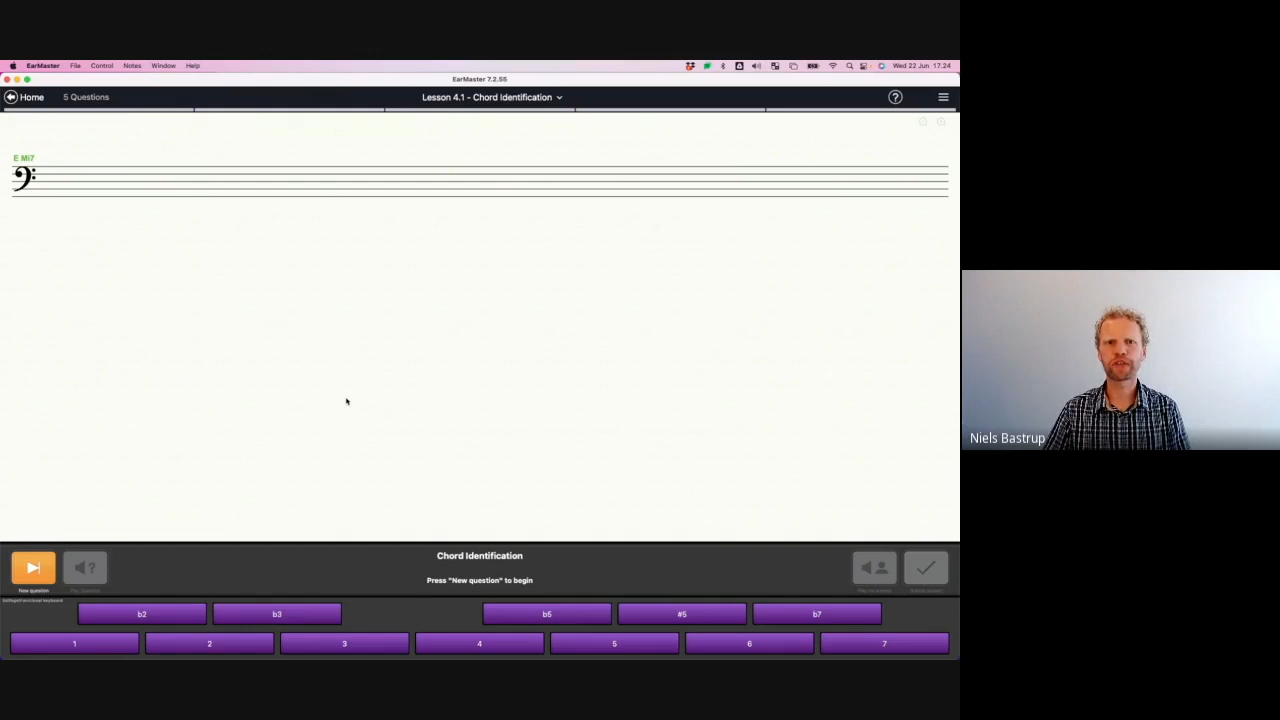 EarMaster File Control Notes Window Help Wed 22 Jun 17.24
EarMaster 7.2.55
Home 5 Questions Lesson 4.1 - Chord Identification ?
E Mi7
Chord Identification
Press "New question" to begin
?
New question
b2 b3 b5 #5 b7
1 2 3 4 5 6 7
Niels Bastrup